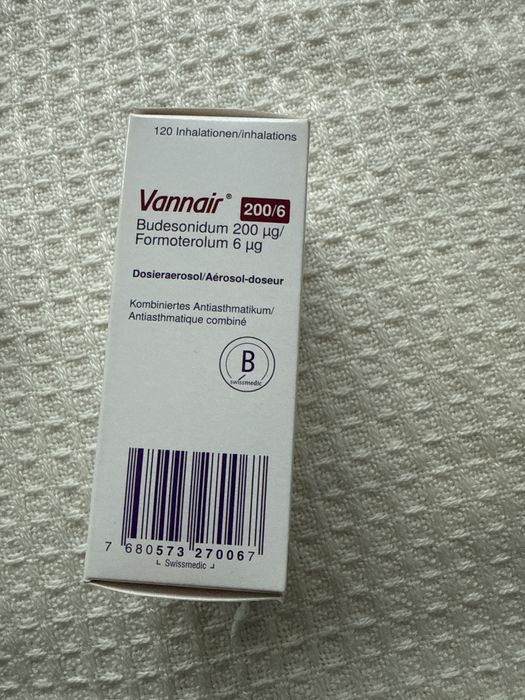 120 Inhalationen/inhalations
Vannair® 200/6
Budesonidum 200 µg/
Formoterolum 6 µg
Dosieraerosol/Aérosol-doseur
Kombiniertes Antiasthmatikum/
Antiasthmatique combiné
B
swissmedic
7 680573 270067
Swissmedic